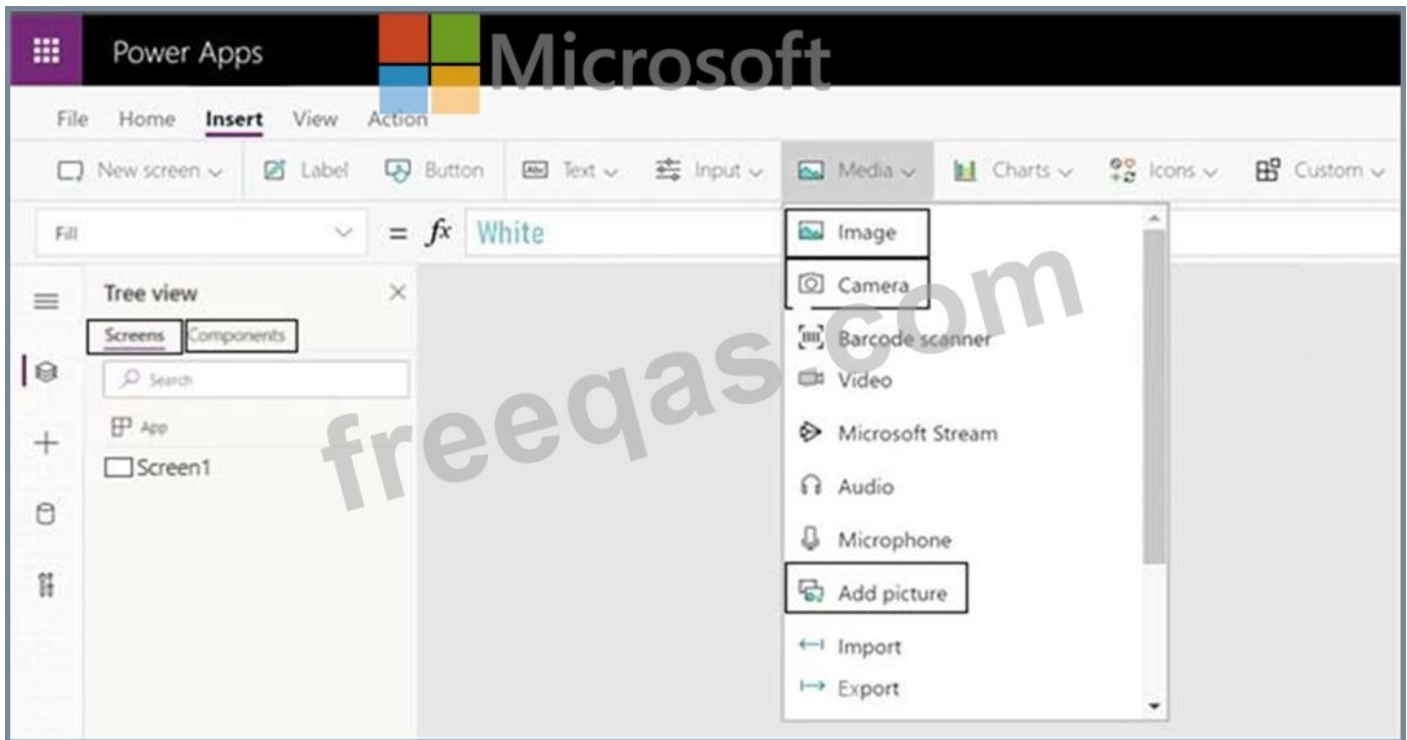 Power Apps
Microsoft
File Home Insert View Action
New screen Label Button Abc Text Input Media Charts Icons Custom
Fill = fx White
Tree view
Screens Components
Search
App
Screen1
Image
Camera
Barcode scanner
Video
Microsoft Stream
Audio
Microphone
Add picture
Import
Export
freeqas.com